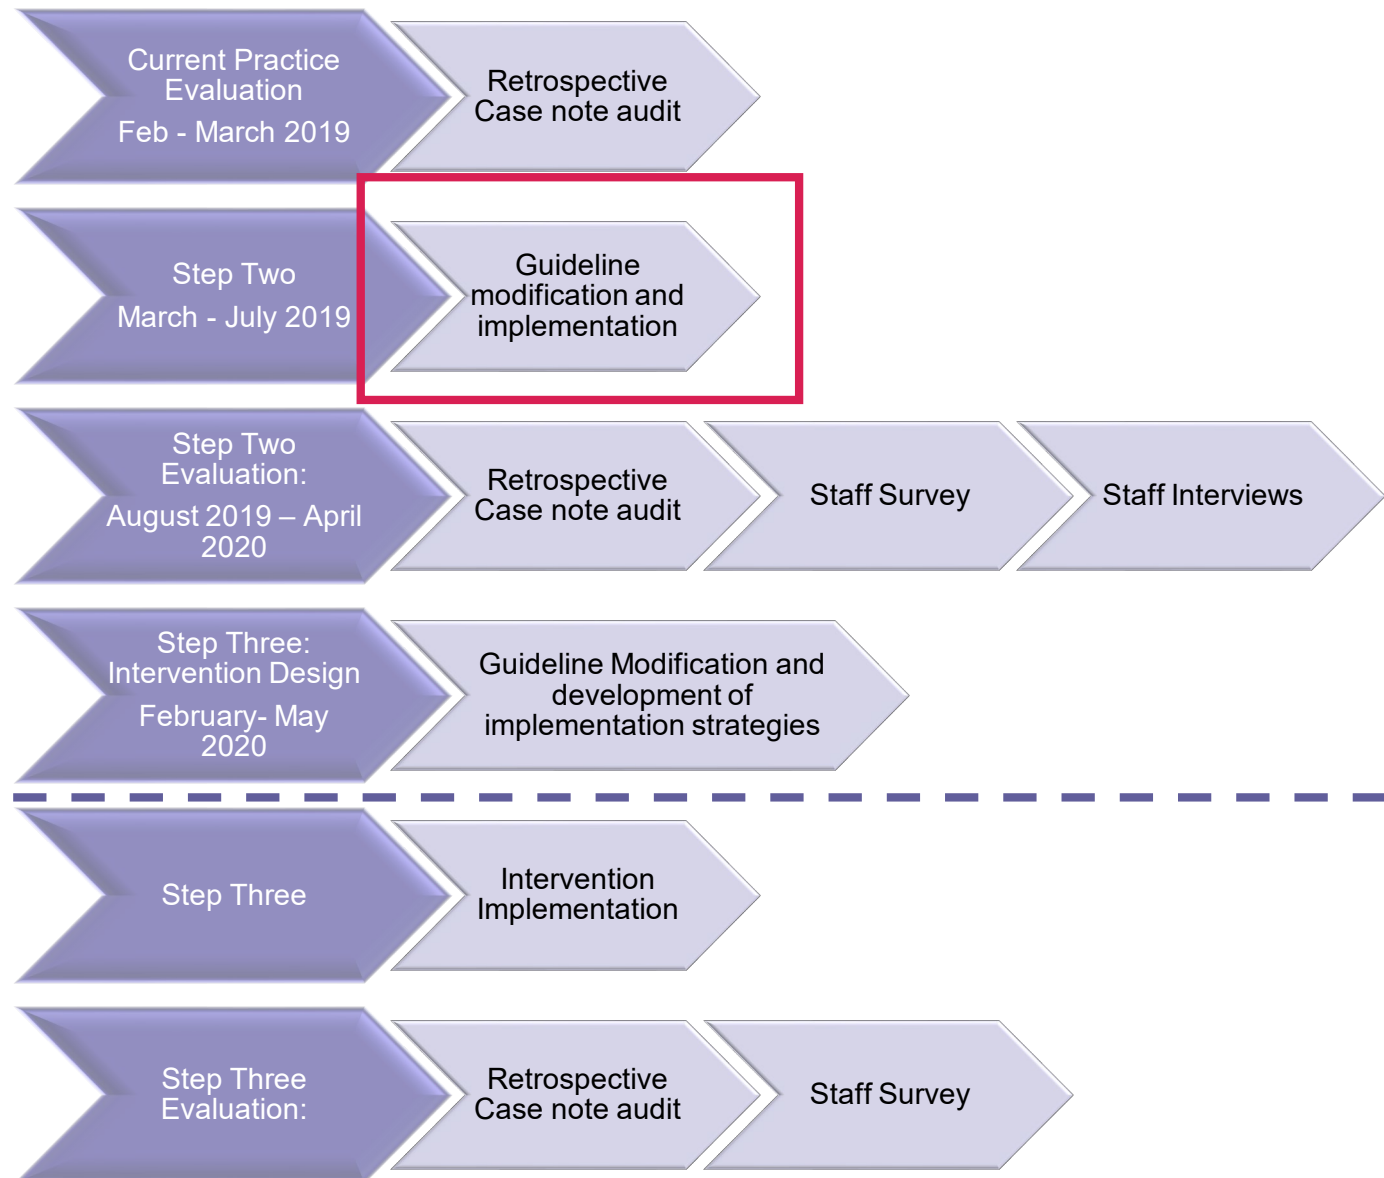 Current Practice
Evaluation
Feb - March 2019
Retrospective
Case note audit
Step Two
March - July 2019
Guideline
modification and
implementation
Step Two
Evaluation:
August 2019 – April
2020
Retrospective
Case note audit
Staff Survey
Staff Interviews
Step Three:
Intervention Design
February- May
2020
Guideline Modification and
development of
implementation strategies
Step Three
Intervention
Implementation
Step Three
Evaluation:
Retrospective
Case note audit
Staff Survey